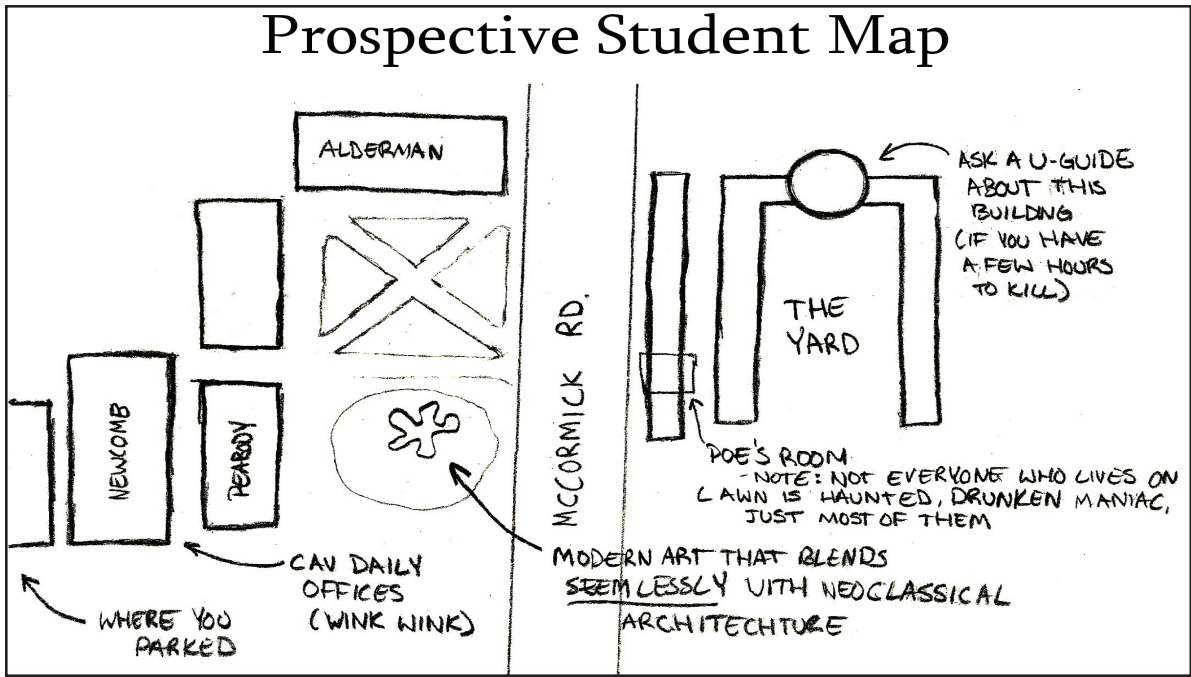 Prospective Student Map
ALDERMAN
ASK A U-GUIDE
ABOUT THIS
BUILDING
(IF YOU HAVE
A FEW HOURS
TO KILL)
THE
YARD
MCCORMICK RD.
NEWCOMB
PEABODY
POE'S ROOM
-NOTE: NOT EVERYONE WHO LIVES ON
LAWN IS HAUNTED, DRUNKEN MANIAC,
JUST MOST OF THEM
CAV DAILY
OFFICES
(WINK WINK)
MODERN ART THAT BLENDS
SEEMLESSLY WITH NEOCLASSICAL
ARCHITECHTURE
WHERE YOU
PARKED